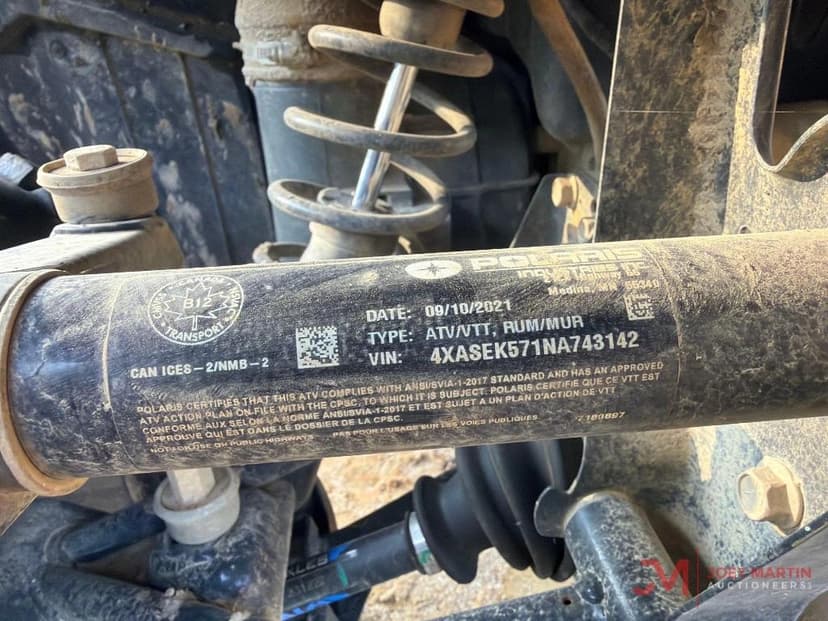 POLARIS
Medina, MN 55340
TRANSPORT
B12
DATE: 09/10/2021
TYPE: ATV/VTT, RUM/MUR
VIN: 4XASEK571NA743142
CAN ICES-2/NMB-2
POLARIS CERTIFIES THAT THIS ATV COMPLIES WITH ANSI/SVIA-1-2017 STANDARD AND HAS AN APPROVED
ATV ACTION PLAN ON FILE WITH THE CPSC, TO WHICH IT IS SUBJECT. POLARIS CERTIFIE QUE CE VTT EST
CONFORME AUX SELON LA NORME ANSI/SVIA-1-2017 ET EST SUJET A UN PLAN D'ACTION DE VTT
APPROUVE QUI EST DANS LE DOSSIER DE LA CPSC.
NOT FOR USE ON PUBLIC HIGHWAYS PAS POUR L'USAGE SUR LES VOIES PUBLIQUES
JM JOEY MARTIN
AUCTIONEERS